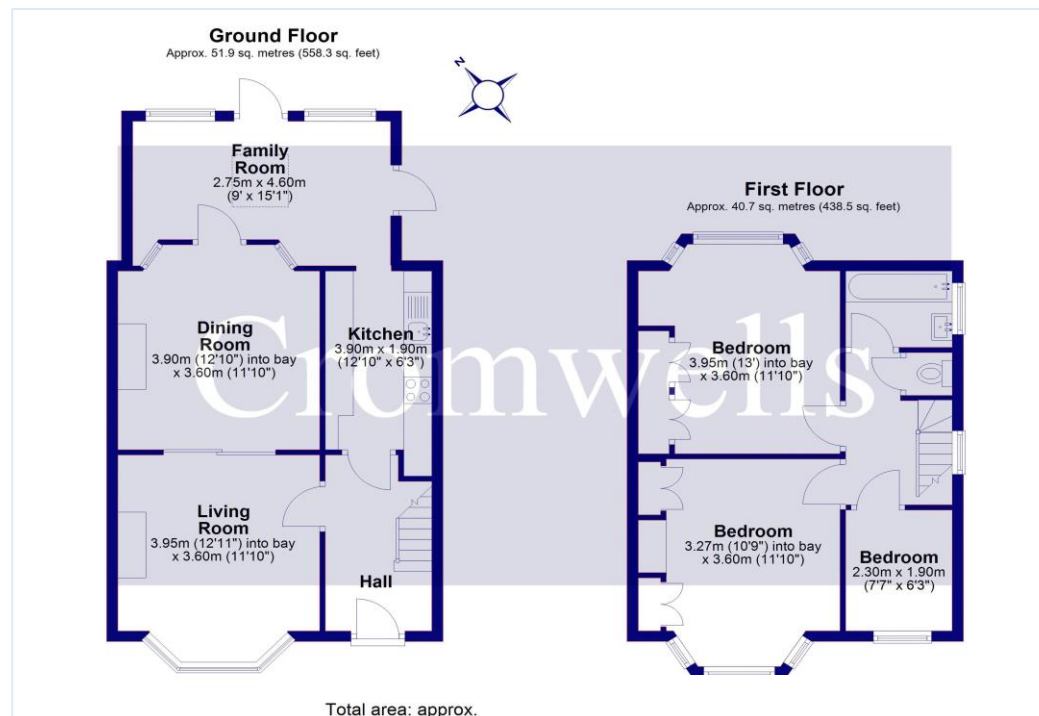 Ground Floor
Approx. 51.9 sq. metres (558.3 sq. feet)
N
Family
Room
2.75m x 4.60m
(9' x 15'1")
First Floor
Approx. 40.7 sq. metres (438.5 sq. feet)
Dining
Room
3.90m (12'10") into bay
x 3.60m (11'10")
Kitchen
3.90m x 1.90m
(12'10" x 6'3")
Bedroom
3.95m (13') into bay
x 3.60m (11'10")
Cromwells
Living
Room
3.95m (12'11") into bay
x 3.60m (11'10")
Hall
Bedroom
3.27m (10'9") into bay
x 3.60m (11'10")
Bedroom
2.30m x 1.90m
(7'7" x 6'3")
Total area: approx.